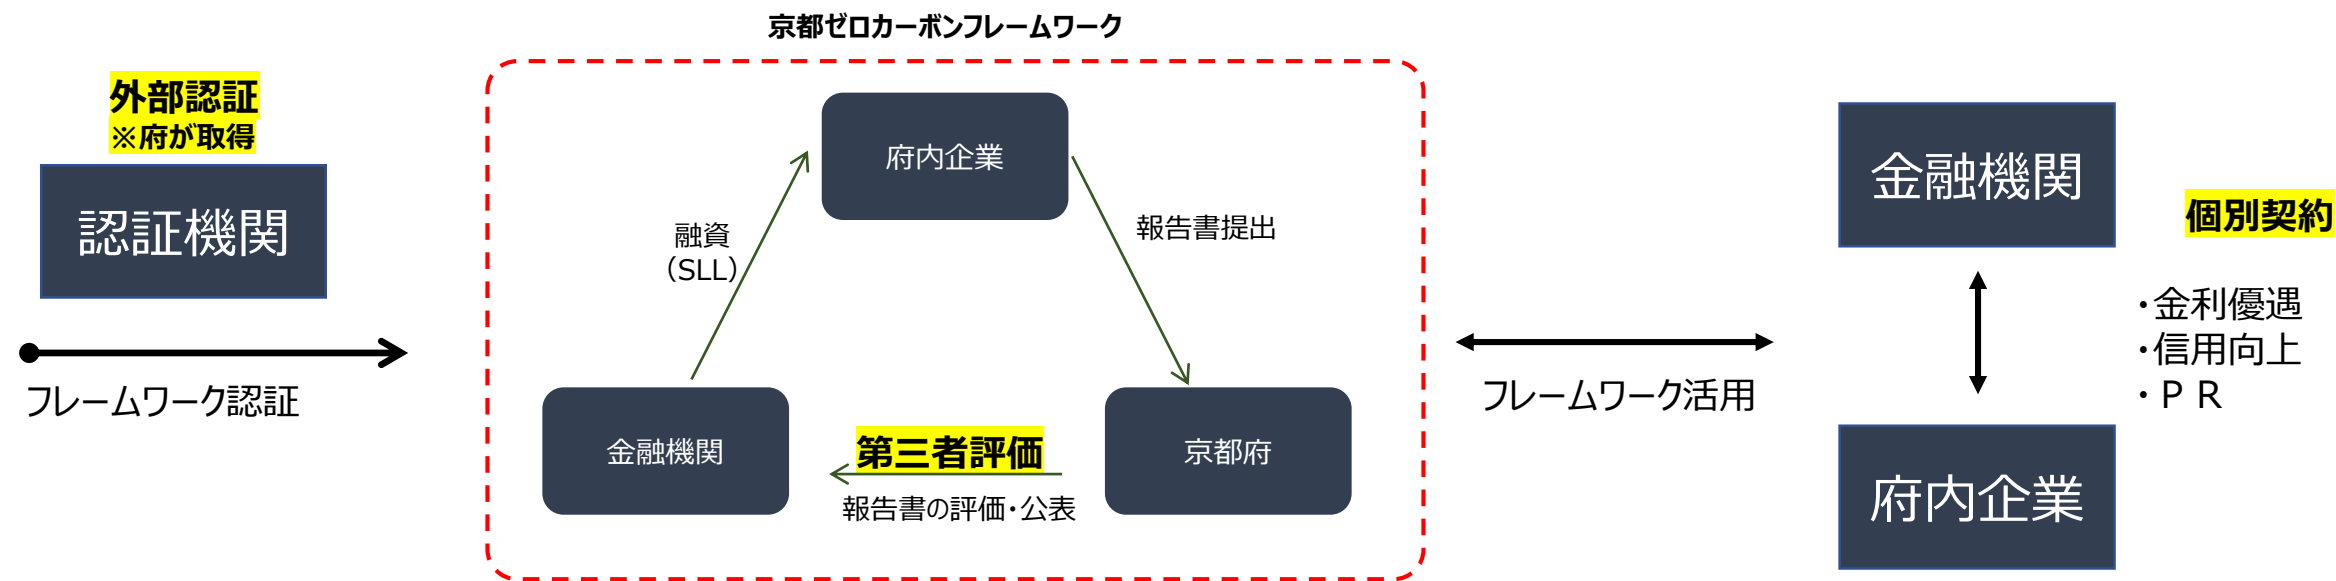 京都ゼロカーボンフレームワーク
外部認証
※府が取得
認証機関
フレームワーク認証
府内企業
融資
（SLL）
報告書提出
金融機関
第三者評価
報告書の評価・公表
京都府
フレームワーク活用
金融機関
個別契約
・金利優遇
・信用向上
・ＰＲ
府内企業